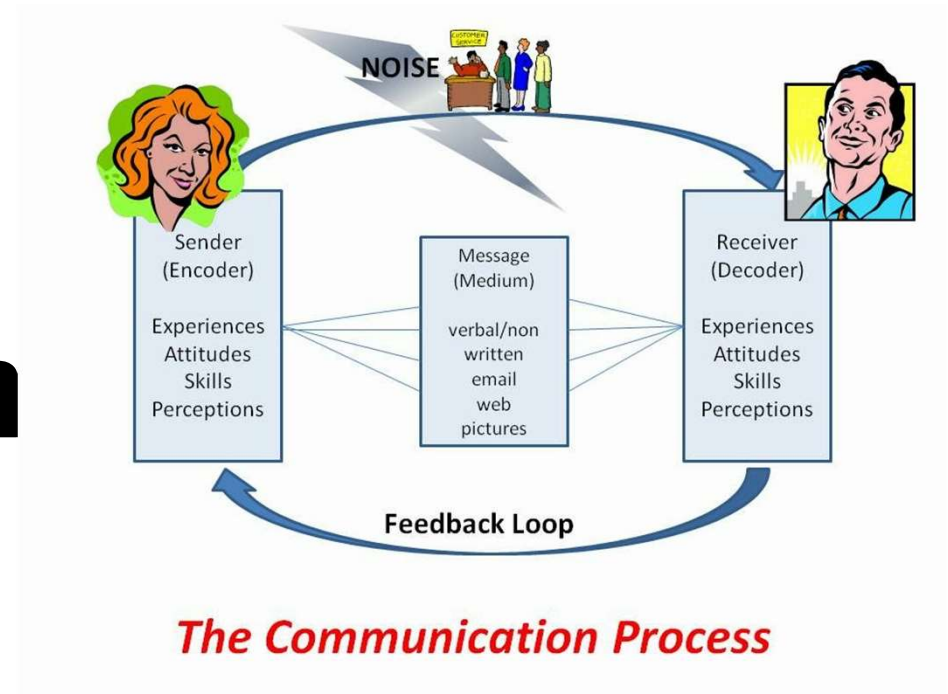 CUSTOMER
SERVICE
NOISE
Sender
(Encoder)
Experiences
Attitudes
Skills
Perceptions
Message
(Medium)
verbal/non
written
email
web
pictures
Receiver
(Decoder)
Experiences
Attitudes
Skills
Perceptions
Feedback Loop
The Communication Process